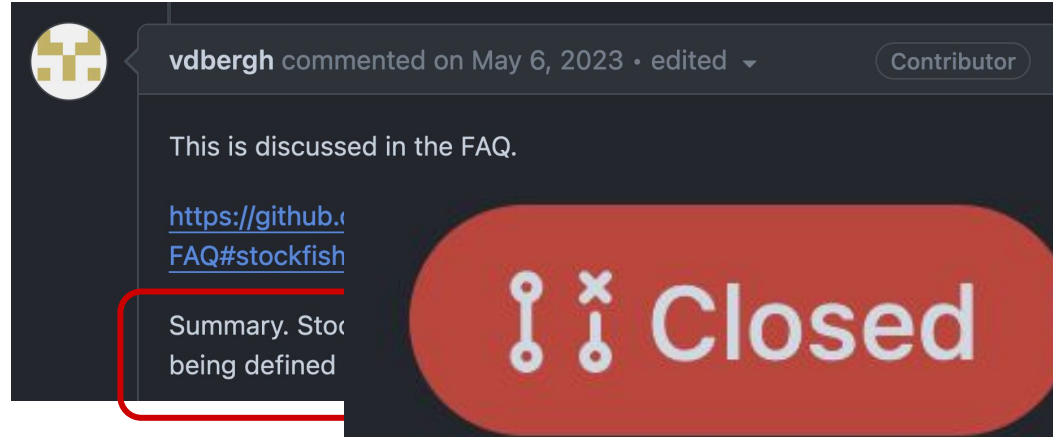 vdbergh commented on May 6, 2023 • edited
Contributor
This is discussed in the FAQ.
https://github.
FAQ#stockfish
Summary. Sto
being defined
Closed